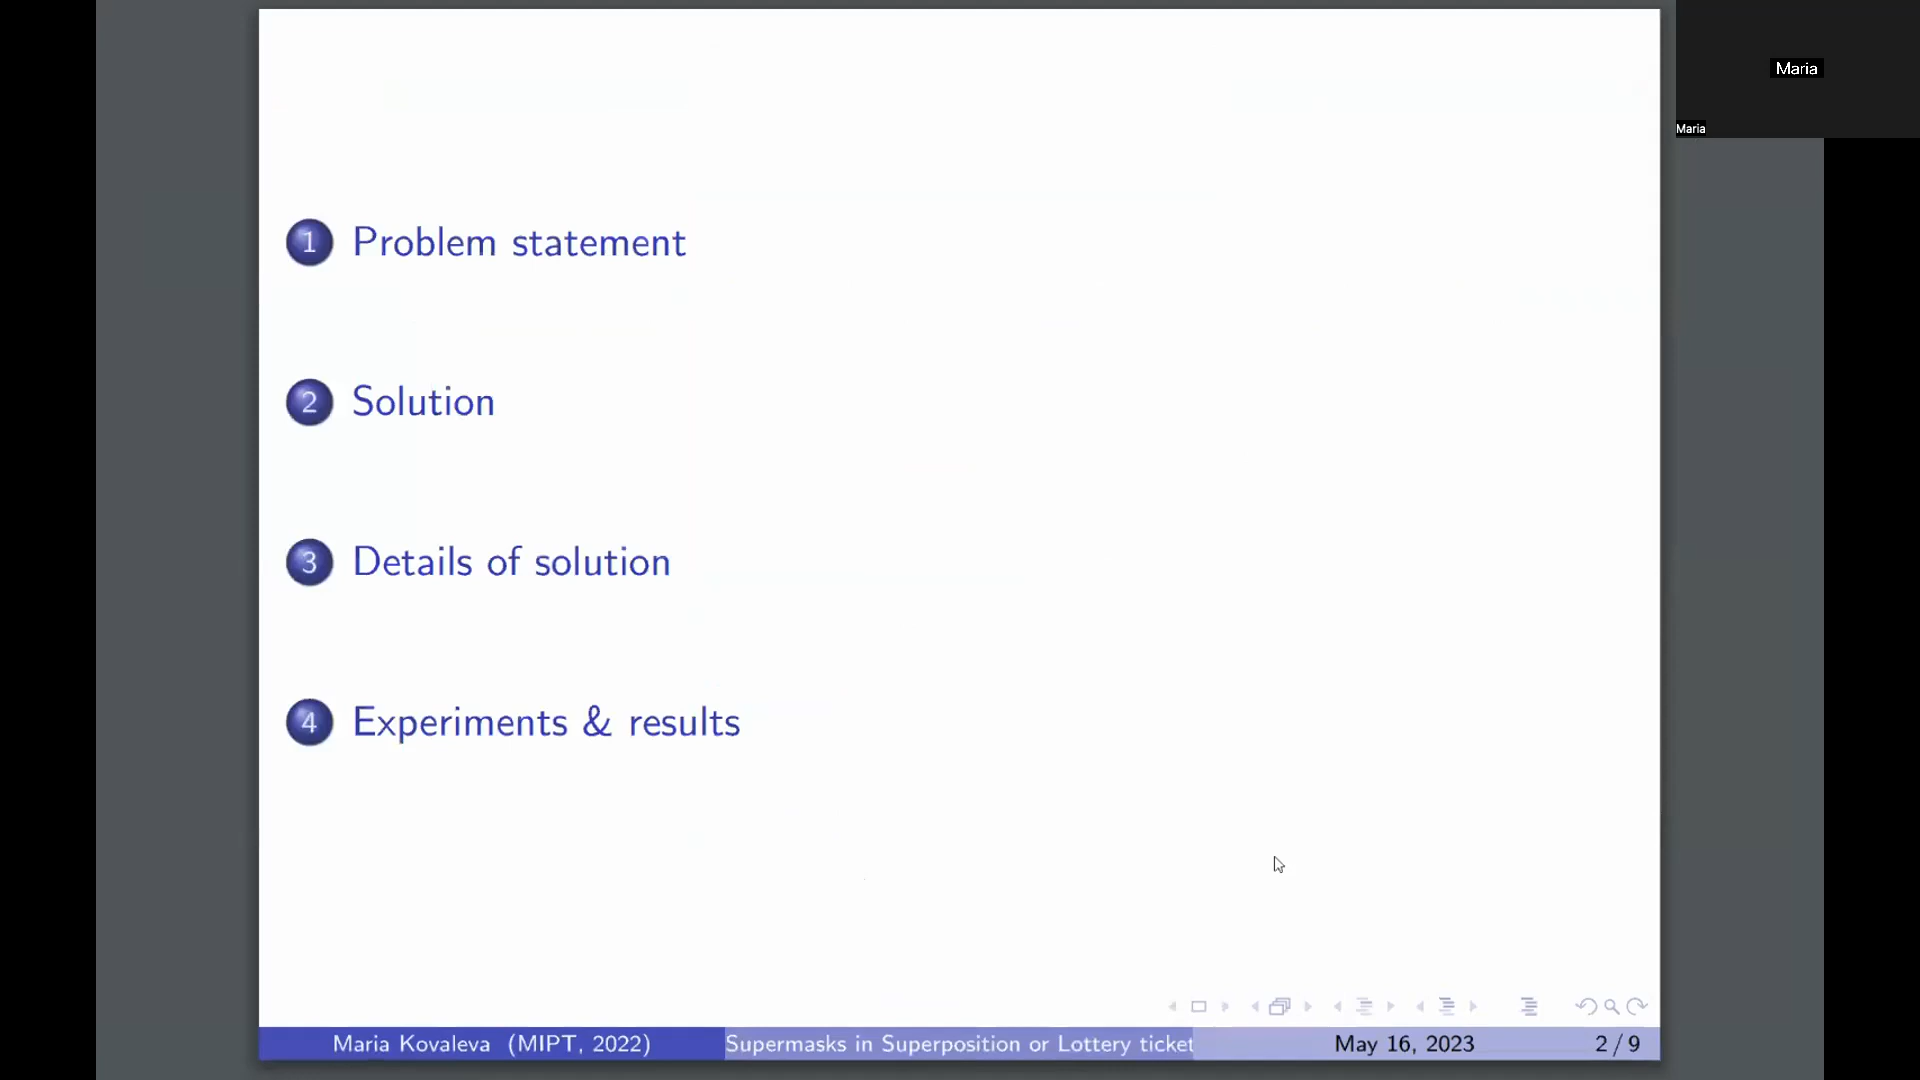 Maria
Maria
1 Problem statement
2 Solution
3 Details of solution
4 Experiments & results
Maria Kovaleva (MIPT, 2022) Supermasks in Superposition or Lottery ticket May 16, 2023 2 / 9